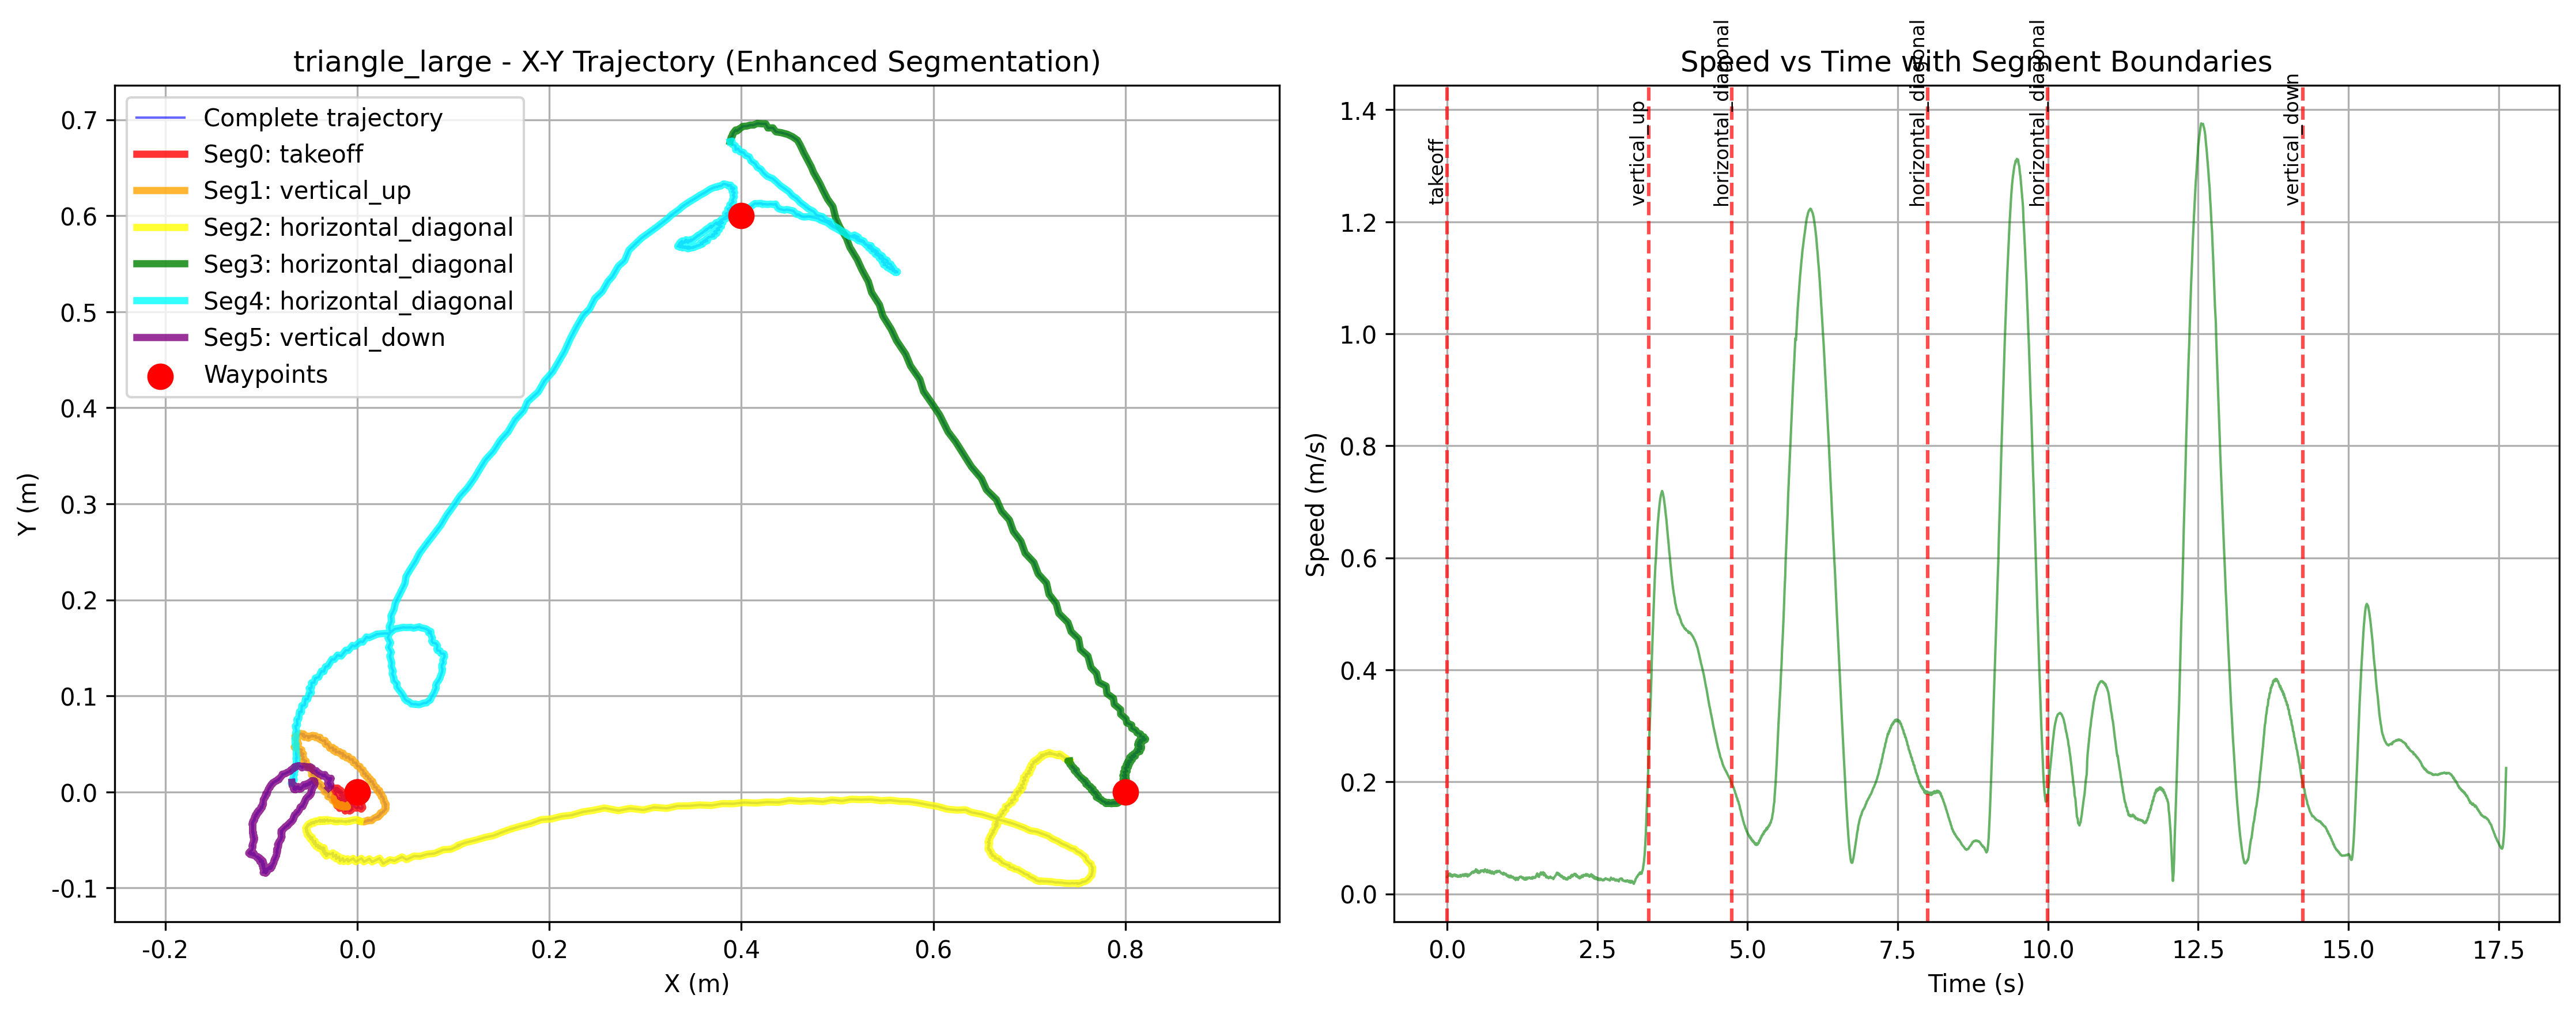 triangle_large - X-Y Trajectory (Enhanced Segmentation)
Complete trajectory
Seg0: takeoff
Seg1: vertical_up
Seg2: horizontal_diagonal
Seg3: horizontal_diagonal
Seg4: horizontal_diagonal
Seg5: vertical_down
Waypoints
0.7
0.6
0.5
0.4
0.3
0.2
0.1
0.0
-0.1
Y (m)
-0.2
0.0
0.2
0.4
0.6
0.8
X (m)
Speed vs Time with Segment Boundaries
takeoff
vertical_up
horizontal_diagonal
horizontal_diagonal
horizontal_diagonal
vertical_down
1.4
1.2
1.0
0.8
0.6
0.4
0.2
0.0
Speed (m/s)
0.0
2.5
5.0
7.5
10.0
12.5
15.0
17.5
Time (s)